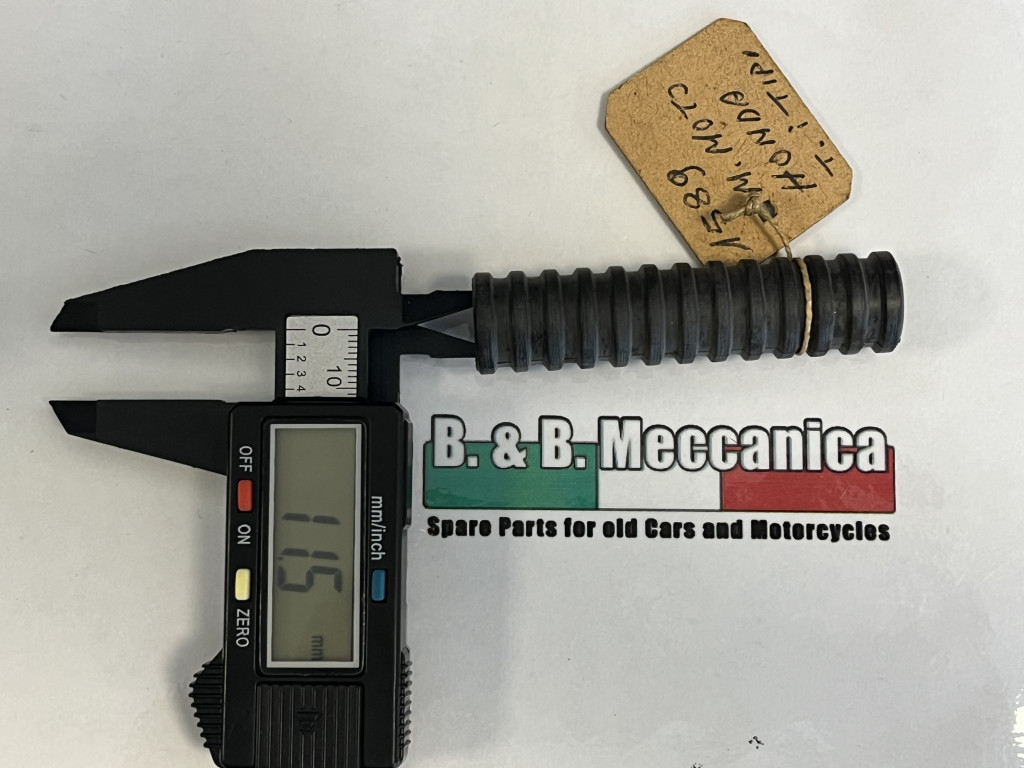 1589
M. MOTJ
HONDA
T. i TIPI
0
10
1 2 3 4
OFF ON ZERO
mm/inch
11.5
mm
B. & B. Meccanica
Spare Parts for old Cars and Motorcycles